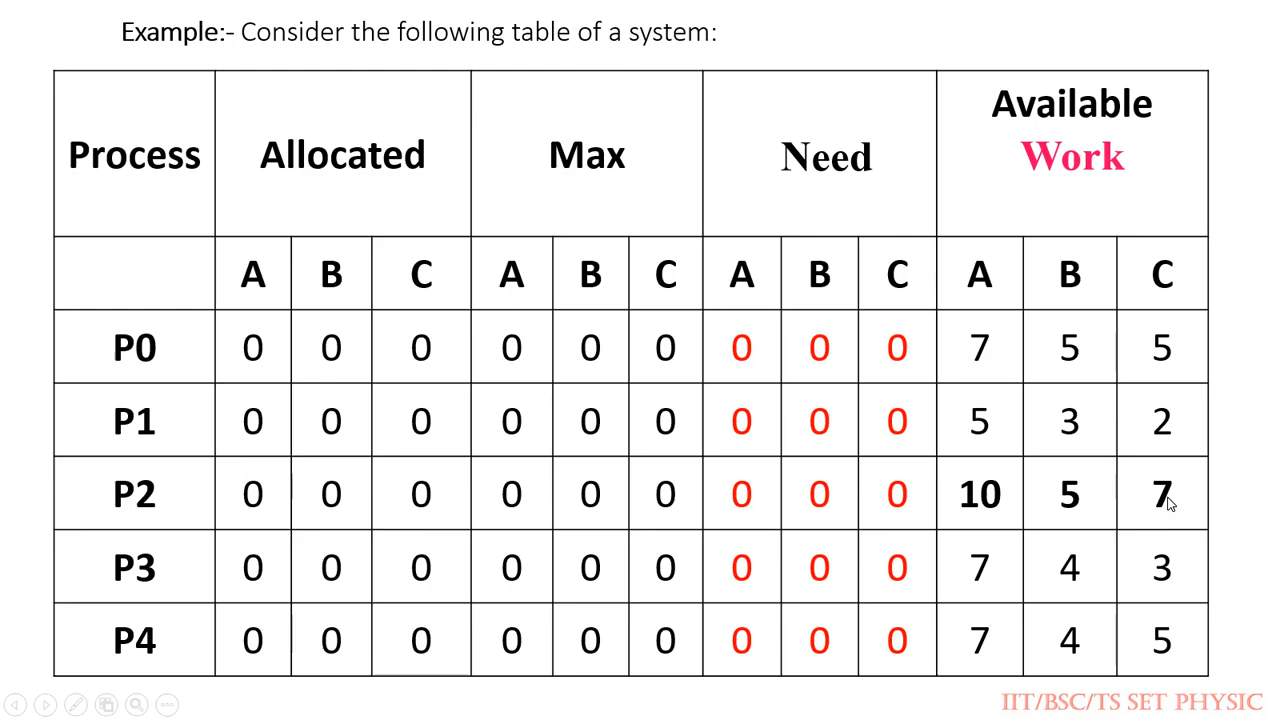 Example:- Consider the following table of a system:
Process Allocated Max Need Available Work
A B C A B C A B C A B C
P0 0 0 0 0 0 0 0 0 0 7 5 5
P1 0 0 0 0 0 0 0 0 0 5 3 2
P2 0 0 0 0 0 0 0 0 0 10 5 7
P3 0 0 0 0 0 0 0 0 0 7 4 3
P4 0 0 0 0 0 0 0 0 0 7 4 5
IIT/BSC/TS SET PHYSIC